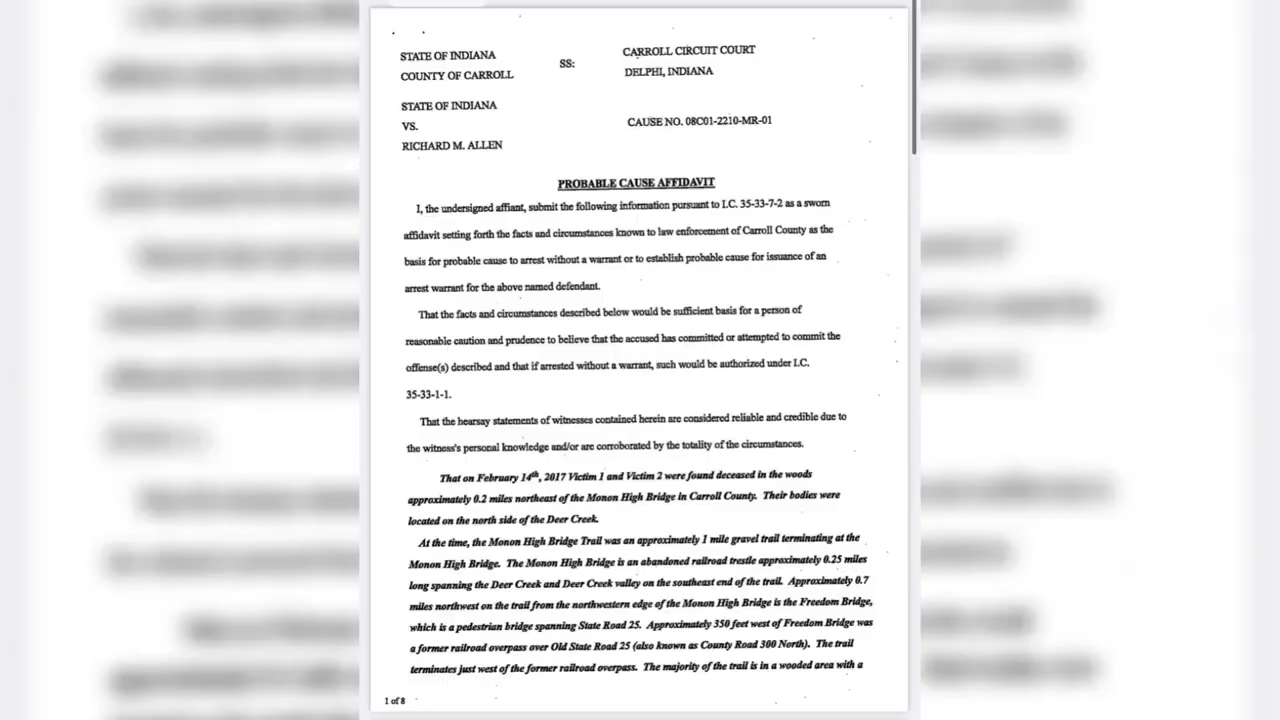 STATE OF INDIANA
COUNTY OF CARROLL
SS:
CARROLL CIRCUIT COURT
DELPHI, INDIANA
STATE OF INDIANA
VS.
RICHARD M. ALLEN
CAUSE NO. 08C01-2210-MR-01
PROBABLE CAUSE AFFIDAVIT
I, the undersigned affiant, submit the following information pursuant to I.C. 35-33-7-2 as a sworn
affidavit setting forth the facts and circumstances known to law enforcement of Carroll County as the
basis for probable cause to arrest without a warrant or to establish probable cause for issuance of an
arrest warrant for the above named defendant.
That the facts and circumstances described below would be sufficient basis for a person of
reasonable caution and prudence to believe that the accused has committed or attempted to commit the
offense(s) described and that if arrested without a warrant, such would be authorized under I.C.
35-33-1-1.
That the hearsay statements of witnesses contained herein are considered reliable and credible due to
the witness's personal knowledge and/or are corroborated by the totality of the circumstances.
That on February 14th, 2017 Victim 1 and Victim 2 were found deceased in the woods
approximately 0.2 miles northeast of the Monon High Bridge in Carroll County. Their bodies were
located on the north side of the Deer Creek.
At the time, the Monon High Bridge Trail was an approximately 1 mile gravel trail terminating at the
Monon High Bridge. The Monon High Bridge is an abandoned railroad trestle approximately 0.25 miles
long spanning the Deer Creek and Deer Creek valley on the southeast end of the trail. Approximately 0.7
miles northwest on the trail from the northwestern edge of the Monon High Bridge is the Freedom Bridge,
which is a pedestrian bridge spanning State Road 25. Approximately 350 feet west of Freedom Bridge was
a former railroad overpass over Old State Road 25 (also known as County Road 300 North). The trail
terminates just west of the former railroad overpass. The majority of the trail is in a wooded area with a
1 of 8